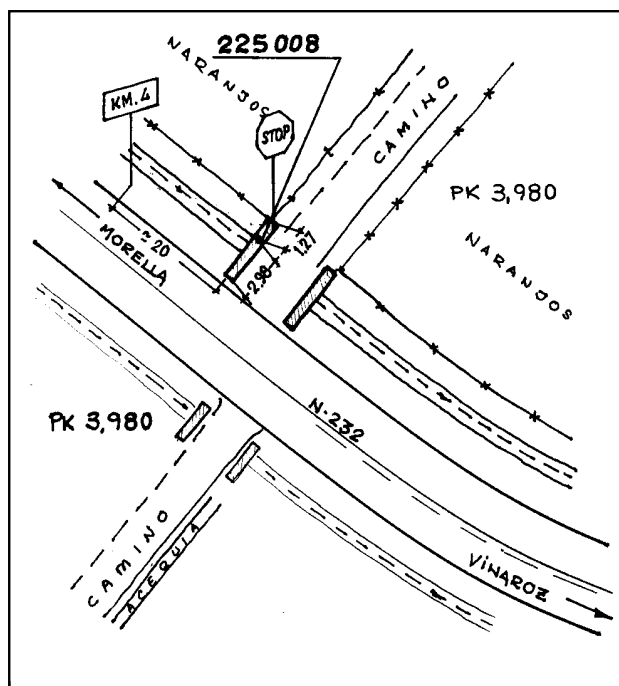 225008
NARANJOS
KM.4
STOP
CAMINO
PK 3,980
NARANJOS
≃20
MORELLA
2.98
1.27
N-232
PK 3,980
CAMINO
ACEQUIA
VINAROZ